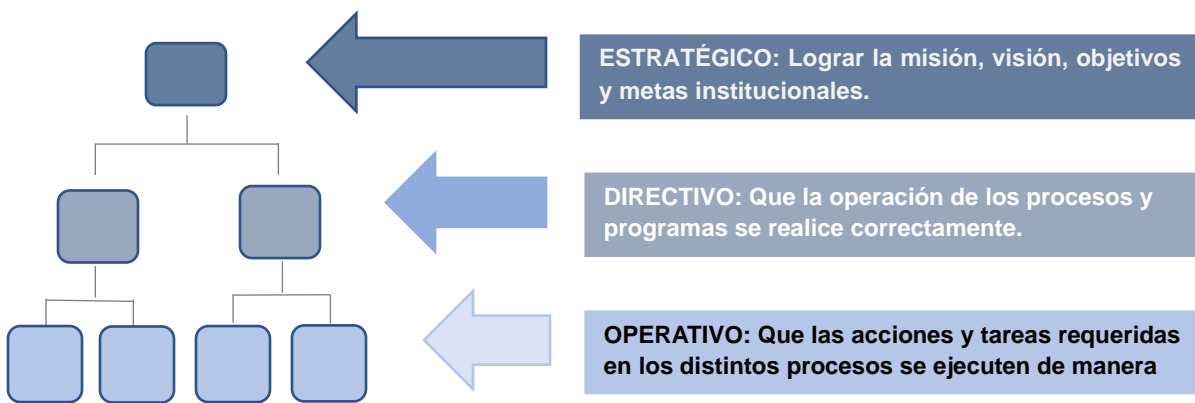 ESTRATÉGICO: Lograr la misión, visión, objetivos
y metas institucionales.
DIRECTIVO: Que la operación de los procesos y
programas se realice correctamente.
OPERATIVO: Que las acciones y tareas requeridas
en los distintos procesos se ejecuten de manera